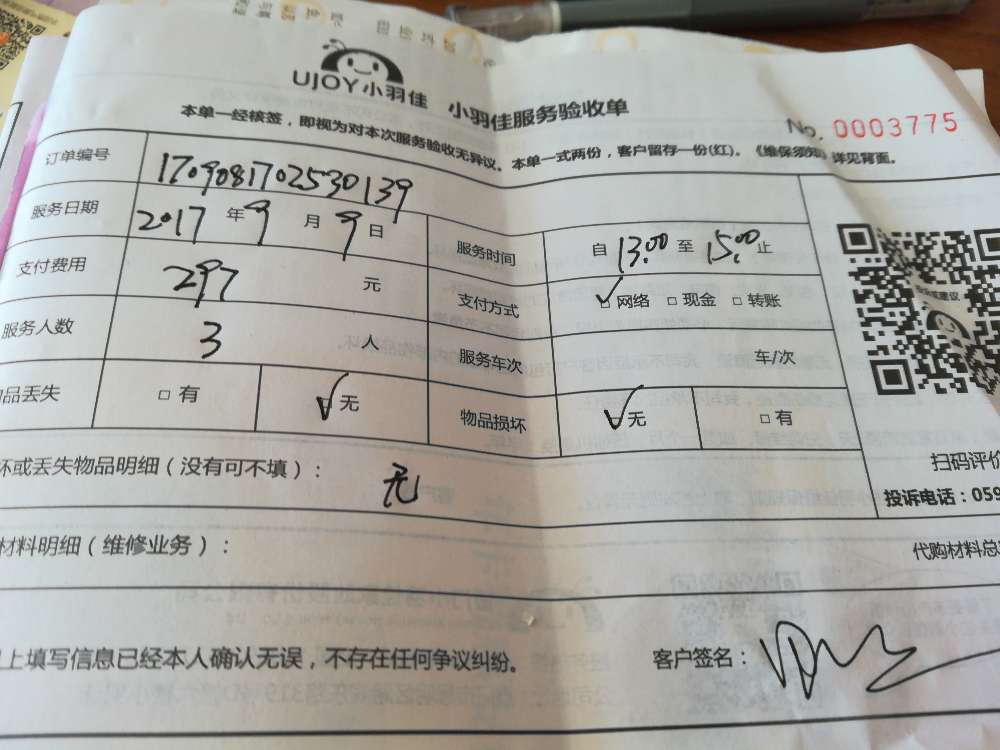 UJOY小羽佳 小羽佳服务验收单
No. 0003775
本单一经核签，即视为对本次服务验收无异议。本单一式两份，客户留存一份(红)。《维保须知》详见背面。
订单编号 170908170253 0139
服务日期 2017 年 9 月 9 日 服务时间 自 13:00 至 15:00 止
支付费用 297 元 支付方式 ✓网络 □现金 □转账
服务人数 3 人 服务车次 车/次
品丢失 □有 ✓无 物品损坏 ✓无 □有
坏或丢失物品明细（没有可不填）： 无
扫码评价
投诉电话：059
材料明细（维修业务）： 代购材料总
上填写信息已经本人确认无误，不存在任何争议纠纷。 客户签名：